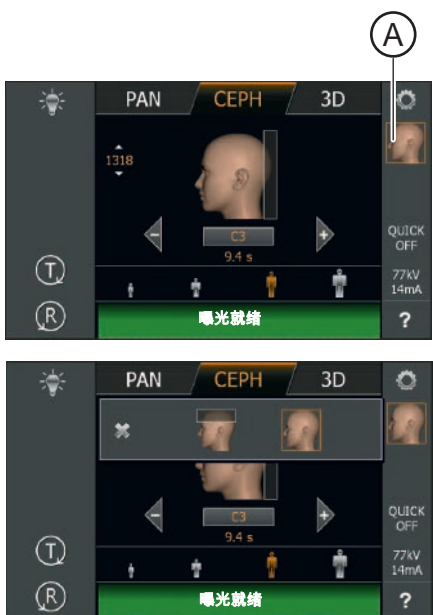 A
PAN CEPH 3D
1318
C3
9.4 s
QUICK
OFF
77kV
14mA
T
R
曝光就绪
?
PAN CEPH 3D
C3
9.4 s
QUICK
OFF
77kV
14mA
T
R
曝光就绪
?